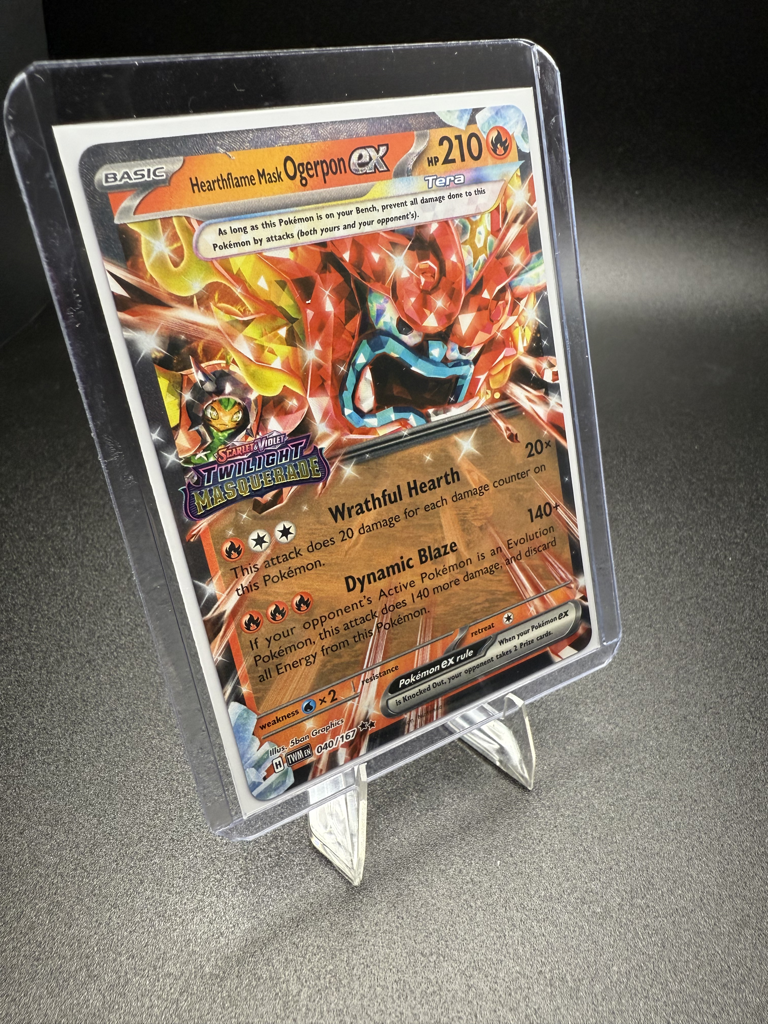 BASIC Hearthflame Mask Ogerpon ex HP 210
Tera
As long as this Pokémon is on your Bench, prevent all damage done to this
Pokémon by attacks (both yours and your opponent's).
SCARLET & VIOLET
TWILIGHT
MASQUERADE
Wrathful Hearth 20×
This attack does 20 damage for each damage counter on
this Pokémon.
Dynamic Blaze 140+
If your opponent's Active Pokémon is an Evolution
Pokémon, this attack does 140 more damage, and discard
all Energy from this Pokémon.
weakness ×2 resistance retreat
Pokémon ex rule When your Pokémon ex
is Knocked Out, your opponent takes 2 Prize cards.
Illus. 5ban Graphics
H TWM EN 040/167 ★★